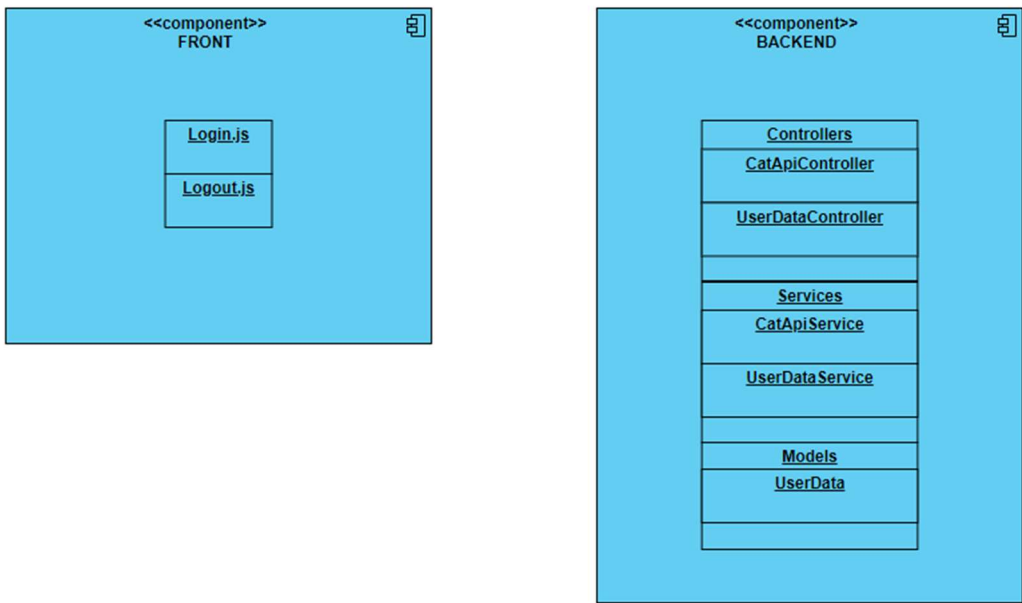 <<component>>
FRONT
Login.js
Logout.js
<<component>>
BACKEND
Controllers
CatApiController
UserDataController
Services
CatApiService
UserDataService
Models
UserData